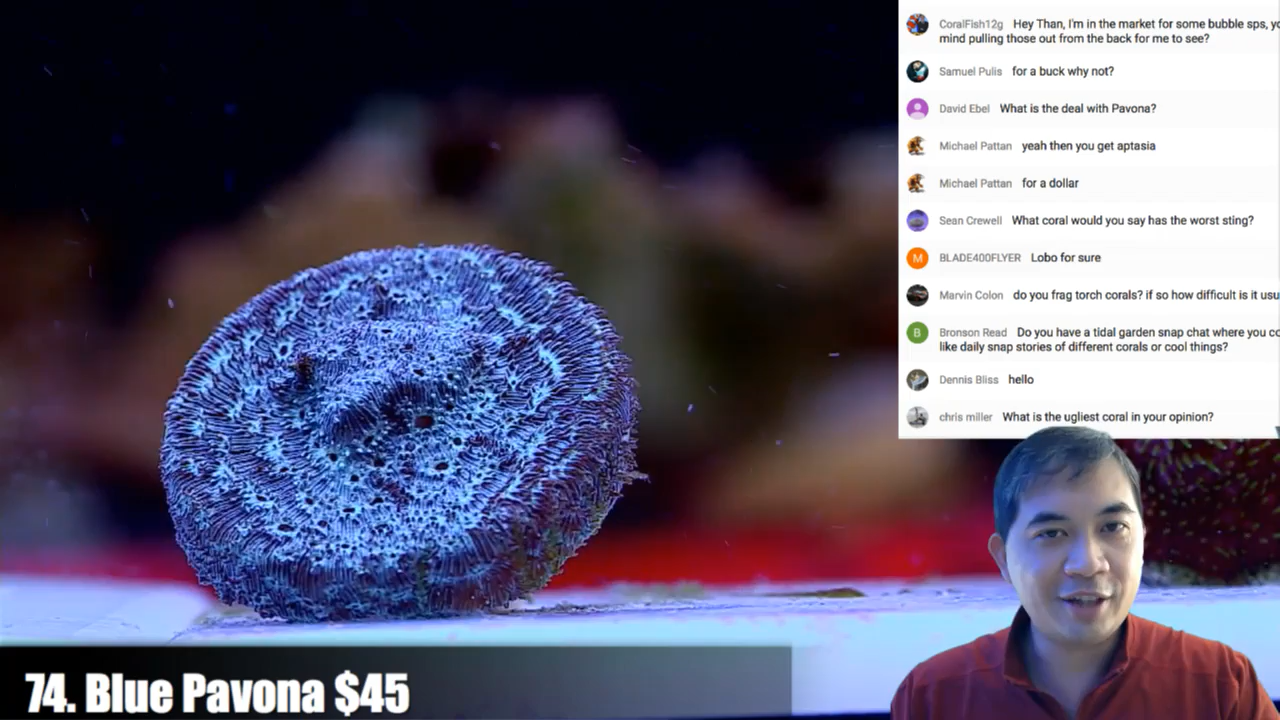 CoralFish12g Hey Than, I'm in the market for some bubble sps,
mind pulling those out from the back for me to see?
Samuel Pulis for a buck why not?
David Ebel What is the deal with Pavona?
Michael Pattan yeah then you get aptasia
Michael Pattan for a dollar
Sean Crewell What coral would you say has the worst sting?
M BLADE400FLYER Lobo for sure
Marvin Colon do you frag torch corals? if so how difficult is it
B Bronson Read Do you have a tidal garden snap chat where you
like daily snap stories of different corals or cool things?
Dennis Bliss hello
chris miller What is the ugliest coral in your opinion?
74. Blue Pavona $45